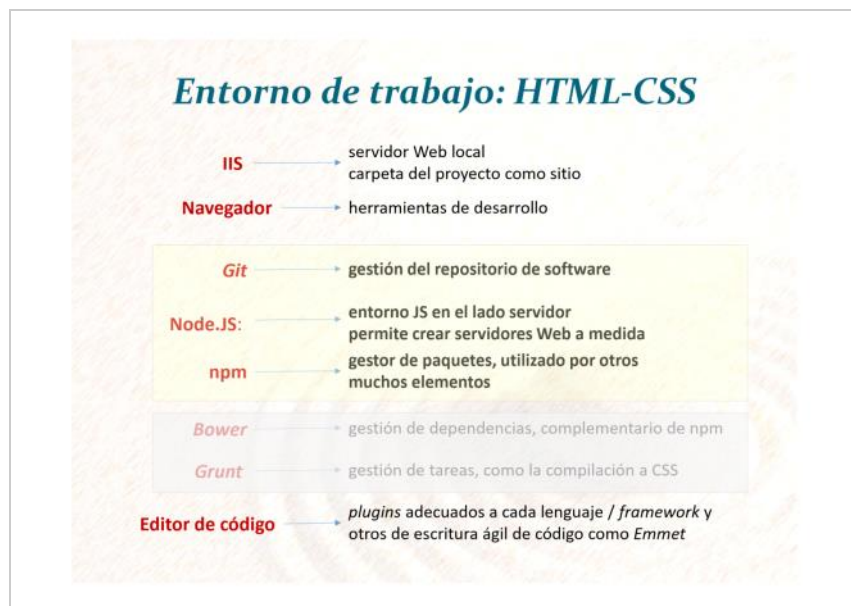 Entorno de trabajo: HTML-CSS
IIS
servidor Web local
carpeta del proyecto como sitio
Navegador
herramientas de desarrollo
Git
gestión del repositorio de software
Node.JS:
entorno JS en el lado servidor
permite crear servidores Web a medida
npm
gestor de paquetes, utilizado por otros
muchos elementos
Bower
gestión de dependencias, complementario de npm
Grunt
gestión de tareas, como la compilación a CSS
Editor de código
plugins adecuados a cada lenguaje / framework y
otros de escritura ágil de código como Emmet